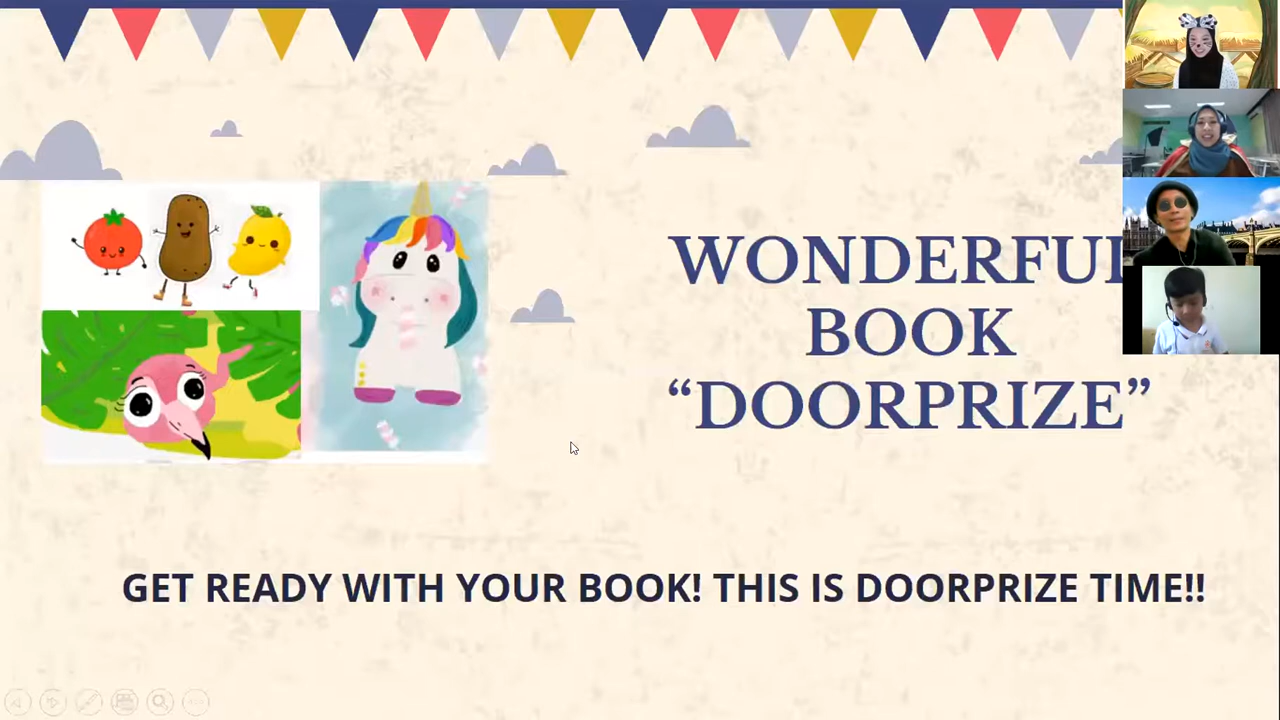 WONDERFUL
BOOK
“DOORPRIZE”
GET READY WITH YOUR BOOK! THIS IS DOORPRIZE TIME!!